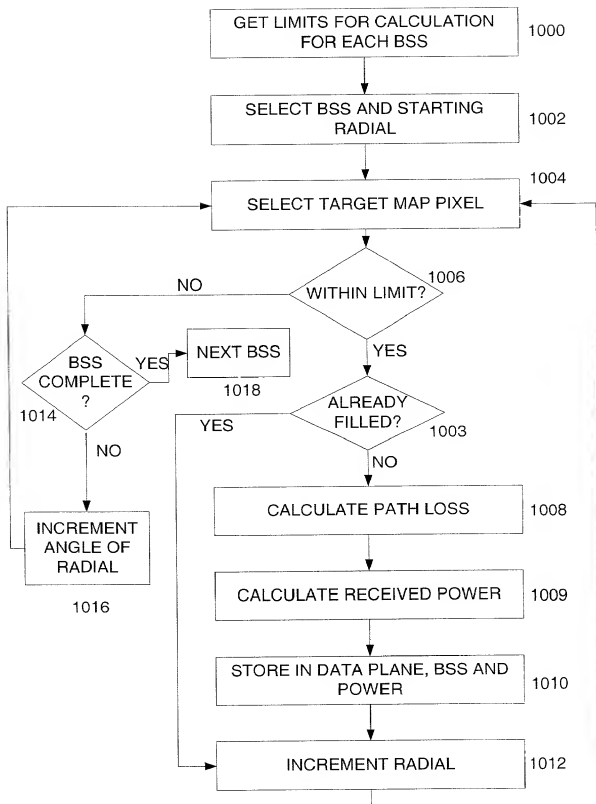 GET LIMITS FOR CALCULATION
FOR EACH BSS
1000
SELECT BSS AND STARTING
RADIAL
1002
1004
SELECT TARGET MAP PIXEL
1006
WITHIN LIMIT?
NO
YES
BSS
COMPLETE
?
1014
YES
NEXT BSS
1018
NO
INCREMENT
ANGLE OF
RADIAL
1016
ALREADY
FILLED?
1003
YES
NO
CALCULATE PATH LOSS
1008
CALCULATE RECEIVED POWER
1009
STORE IN DATA PLANE, BSS AND
POWER
1010
INCREMENT RADIAL
1012